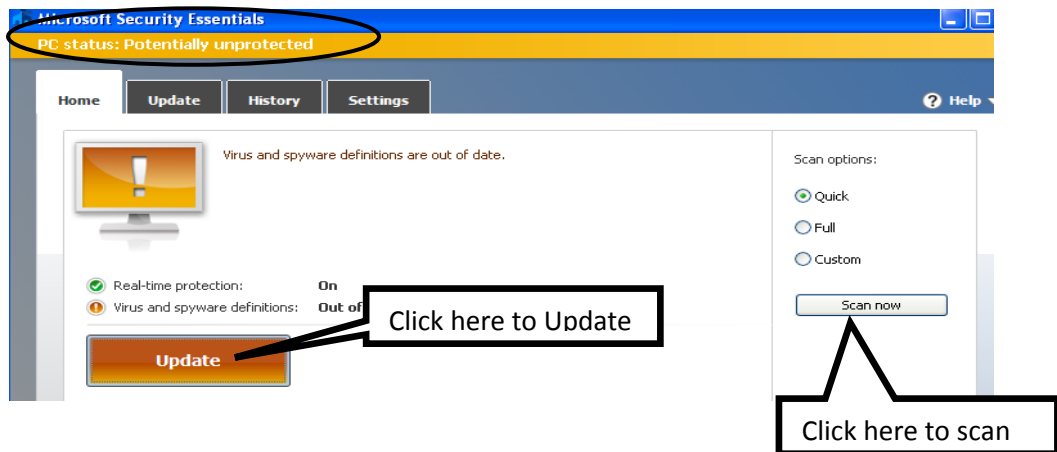 Microsoft Security Essentials
PC status: Potentially unprotected
Home Update History Settings Help
Virus and spyware definitions are out of date.
Scan options:
Quick
Full
Custom
Real-time protection: On
Virus and spyware definitions: Out of
Scan now
Click here to Update
Update
Click here to scan